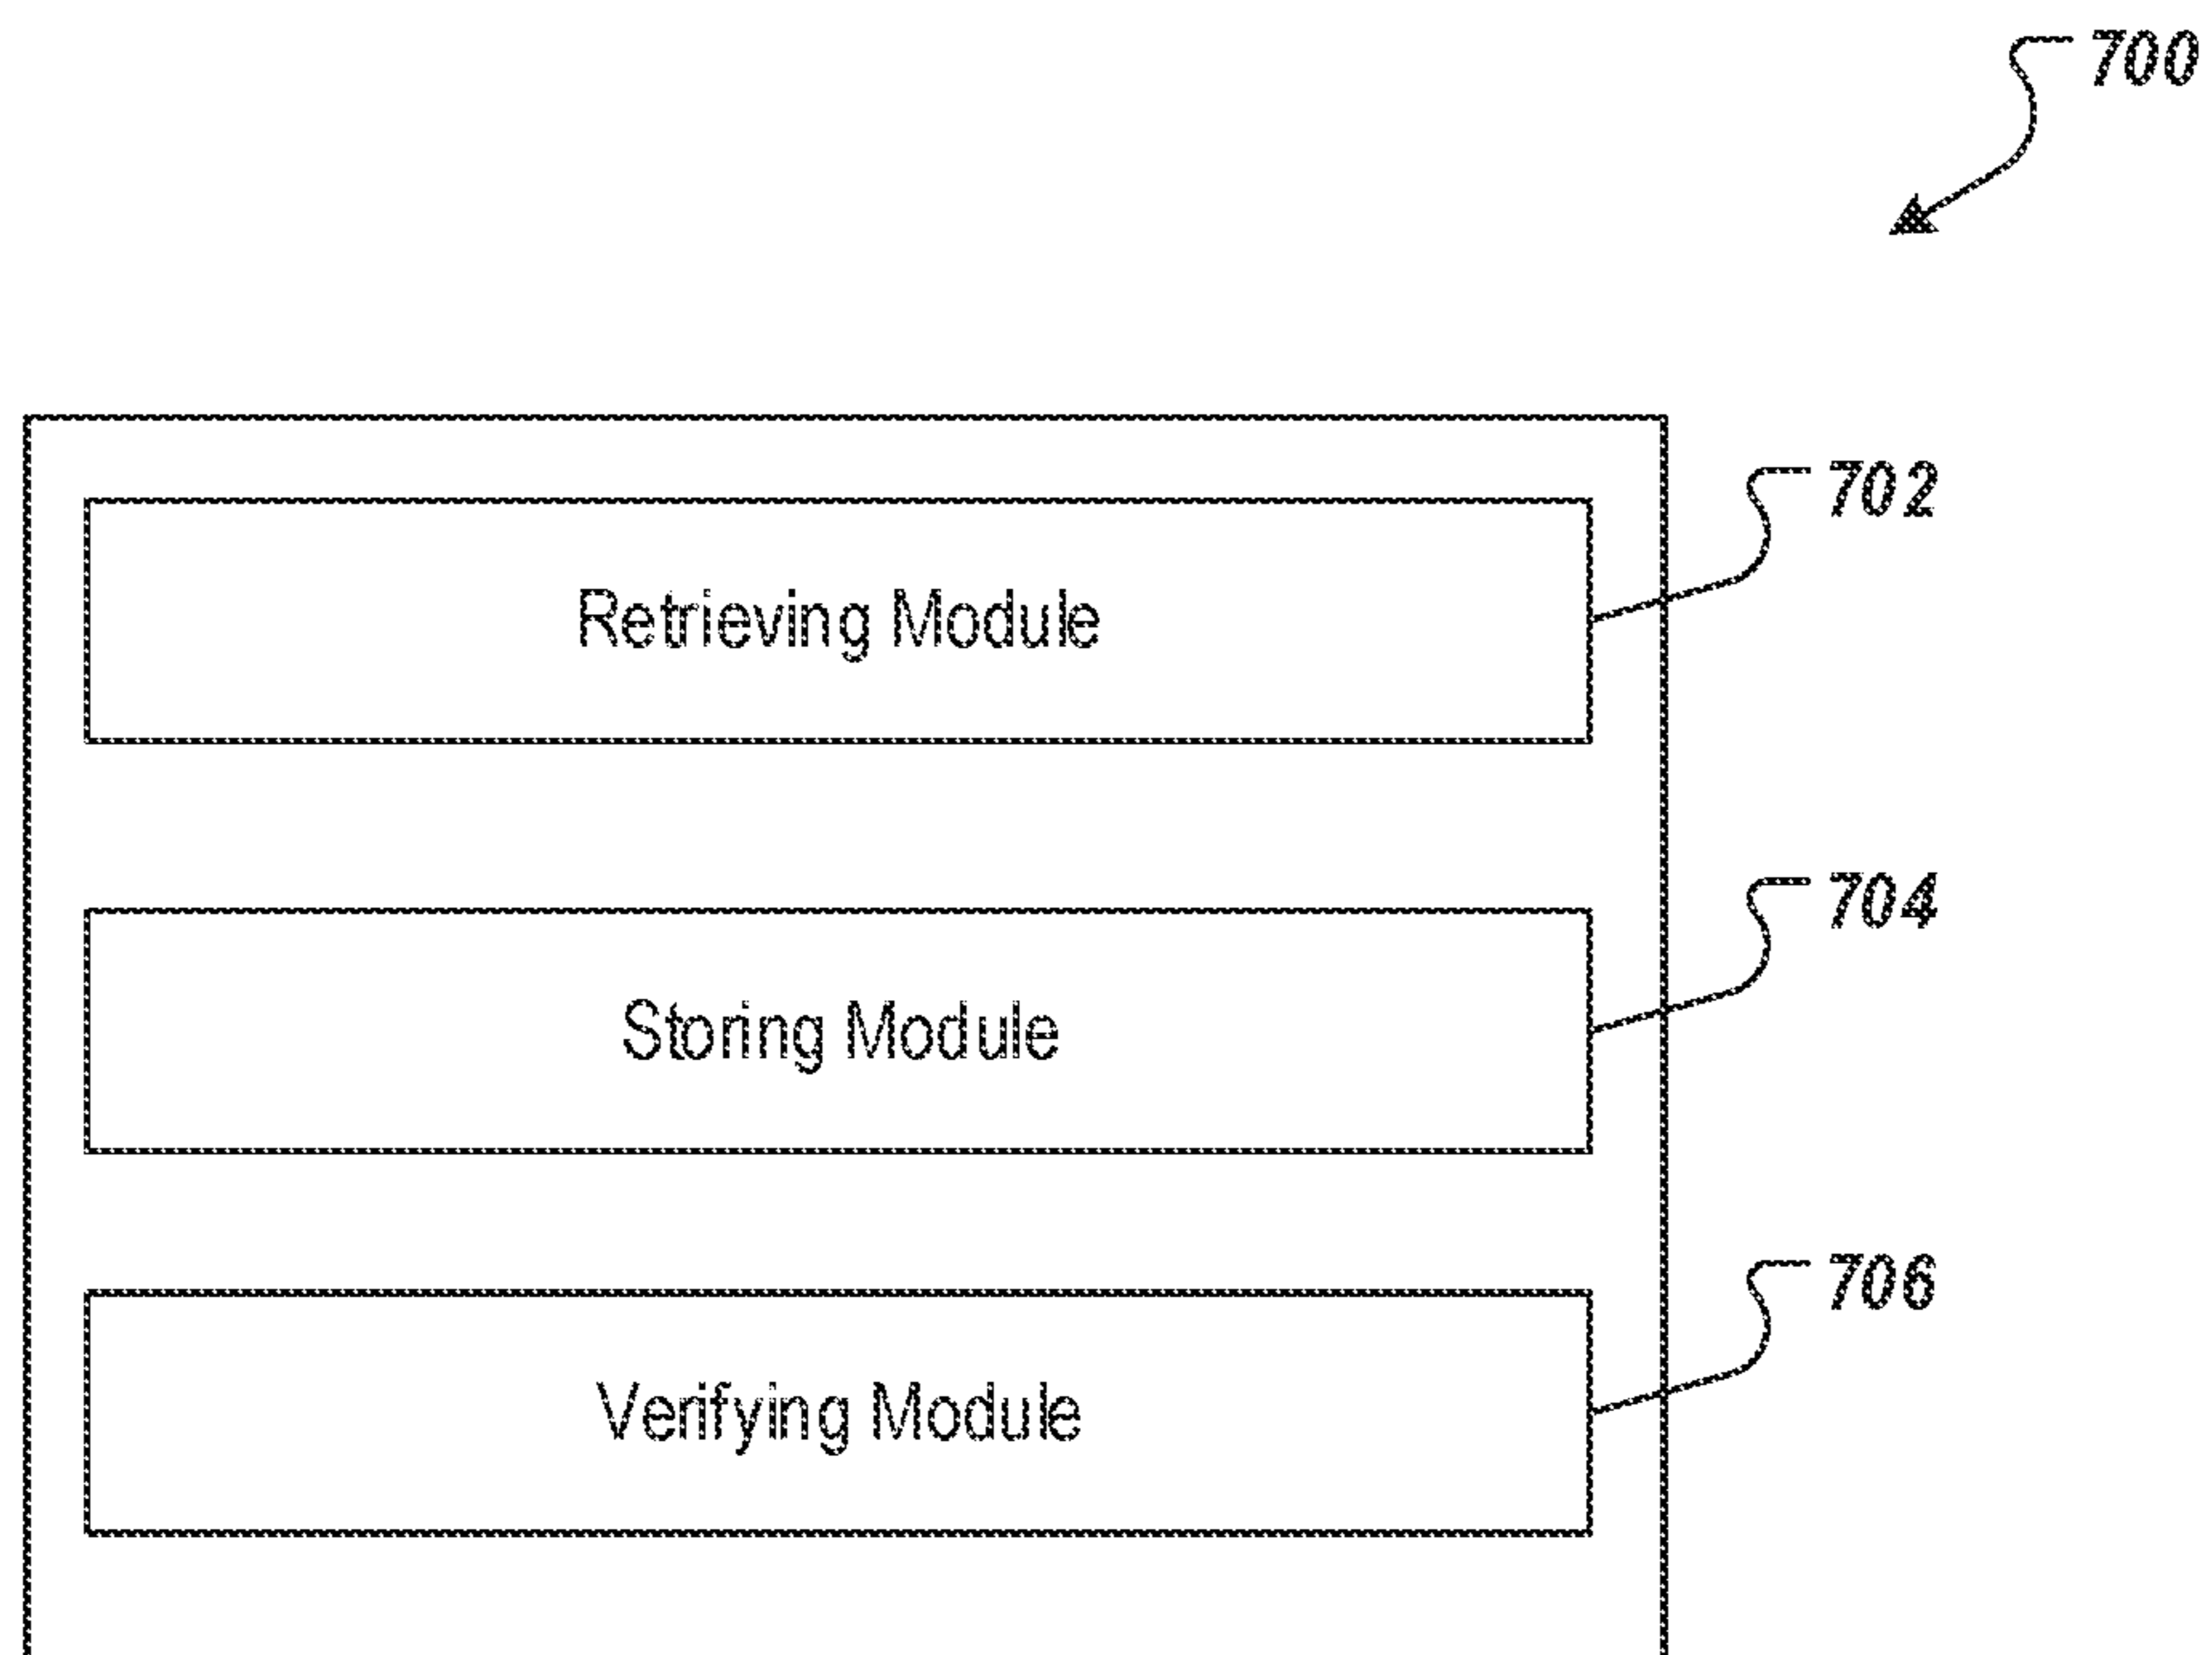 700
702
Retrieving Module
704
Storing Module
706
Verifying Module